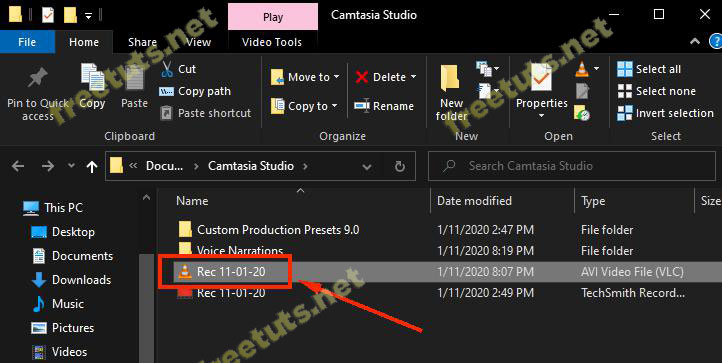 Play
Camtasia Studio
File
Home
Share
View
Video Tools
Pin to Quick access
Copy
Paste
Cut
Copy path
Paste shortcut
Clipboard
Move to
Copy to
Delete
Rename
Organize
New folder
New
Properties
Open
Select all
Select none
Invert selection
Select
Docu...
Camtasia Studio
Search Camtasia Studio
This PC
Desktop
Documents
Downloads
Music
Pictures
Videos
Name
Date modified
Type
Size
Custom Production Presets 9.0
1/11/2020 2:47 PM
File folder
Voice Narrations
1/11/2020 8:19 PM
File folder
Rec 11-01-20
1/11/2020 8:07 PM
AVI Video File (VLC)
Rec 11-01-20
1/11/2020 2:49 PM
TechSmith Record...
freetuts.net
freetuts.net
freetuts.net